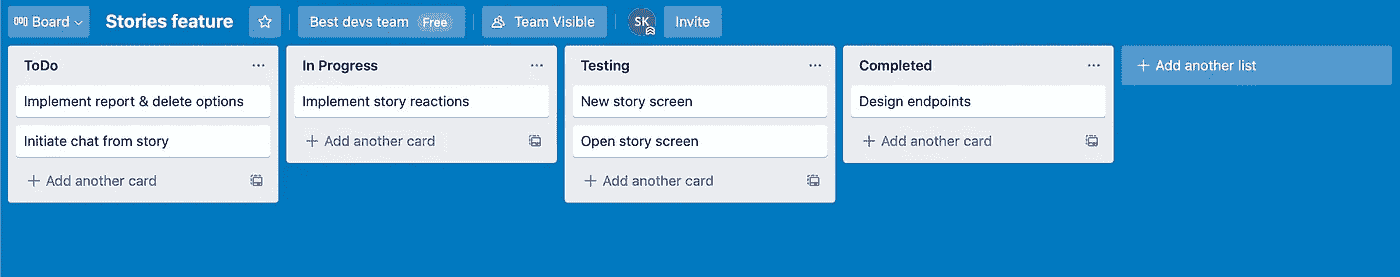 Board
Stories feature
Best devs team Free
Team Visible
SK
Invite
ToDo
Implement report & delete options
Initiate chat from story
+ Add another card
In Progress
Implement story reactions
+ Add another card
Testing
New story screen
Open story screen
+ Add another card
Completed
Design endpoints
+ Add another card
+ Add another list